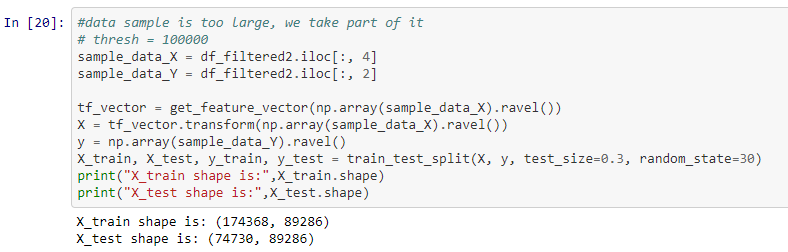 In [20]: #data sample is too large, we take part of it
# thresh = 100000
sample_data_X = df_filtered2.iloc[:, 4]
sample_data_Y = df_filtered2.iloc[:, 2]
tf_vector = get_feature_vector(np.array(sample_data_X).ravel())
X = tf_vector.transform(np.array(sample_data_X).ravel())
y = np.array(sample_data_Y).ravel()
X_train, X_test, y_train, y_test = train_test_split(X, y, test_size=0.3, random_state=30)
print("X_train shape is:",X_train.shape)
print("X_test shape is:",X_test.shape)
X_train shape is: (174368, 89286)
X_test shape is: (74730, 89286)